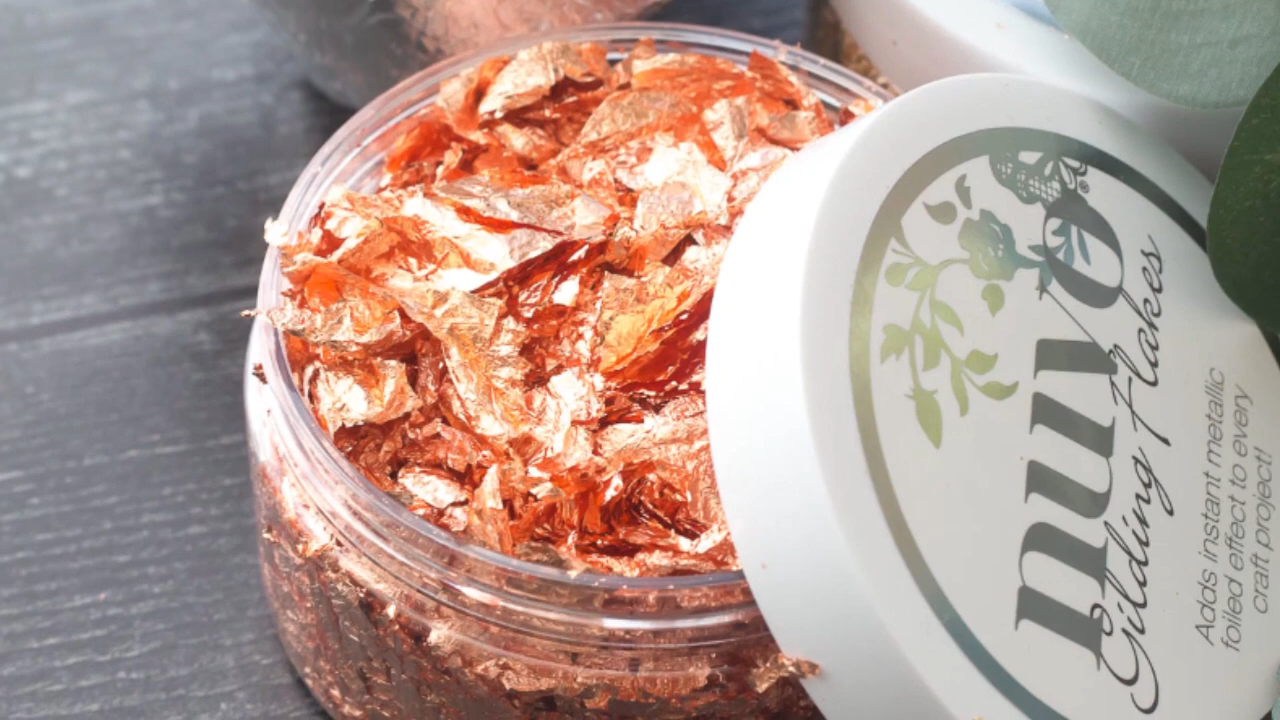 nuvo®
Gilding Flakes
Adds instant metallic
foiled effect to every
craft project!